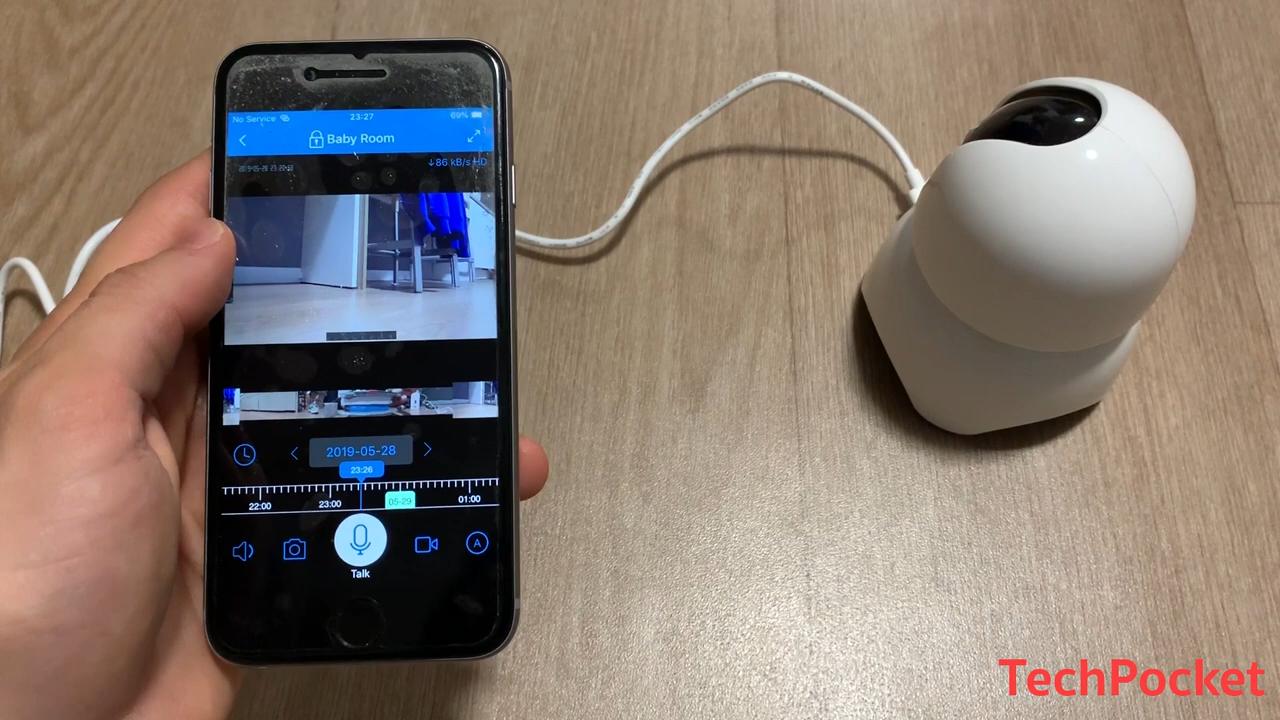 No Service 23:27 69%
Baby Room
↓86 kB/s HD
2019-05-28
23:26
22:00 23:00 05-29 01:00
A
Talk
TechPocket